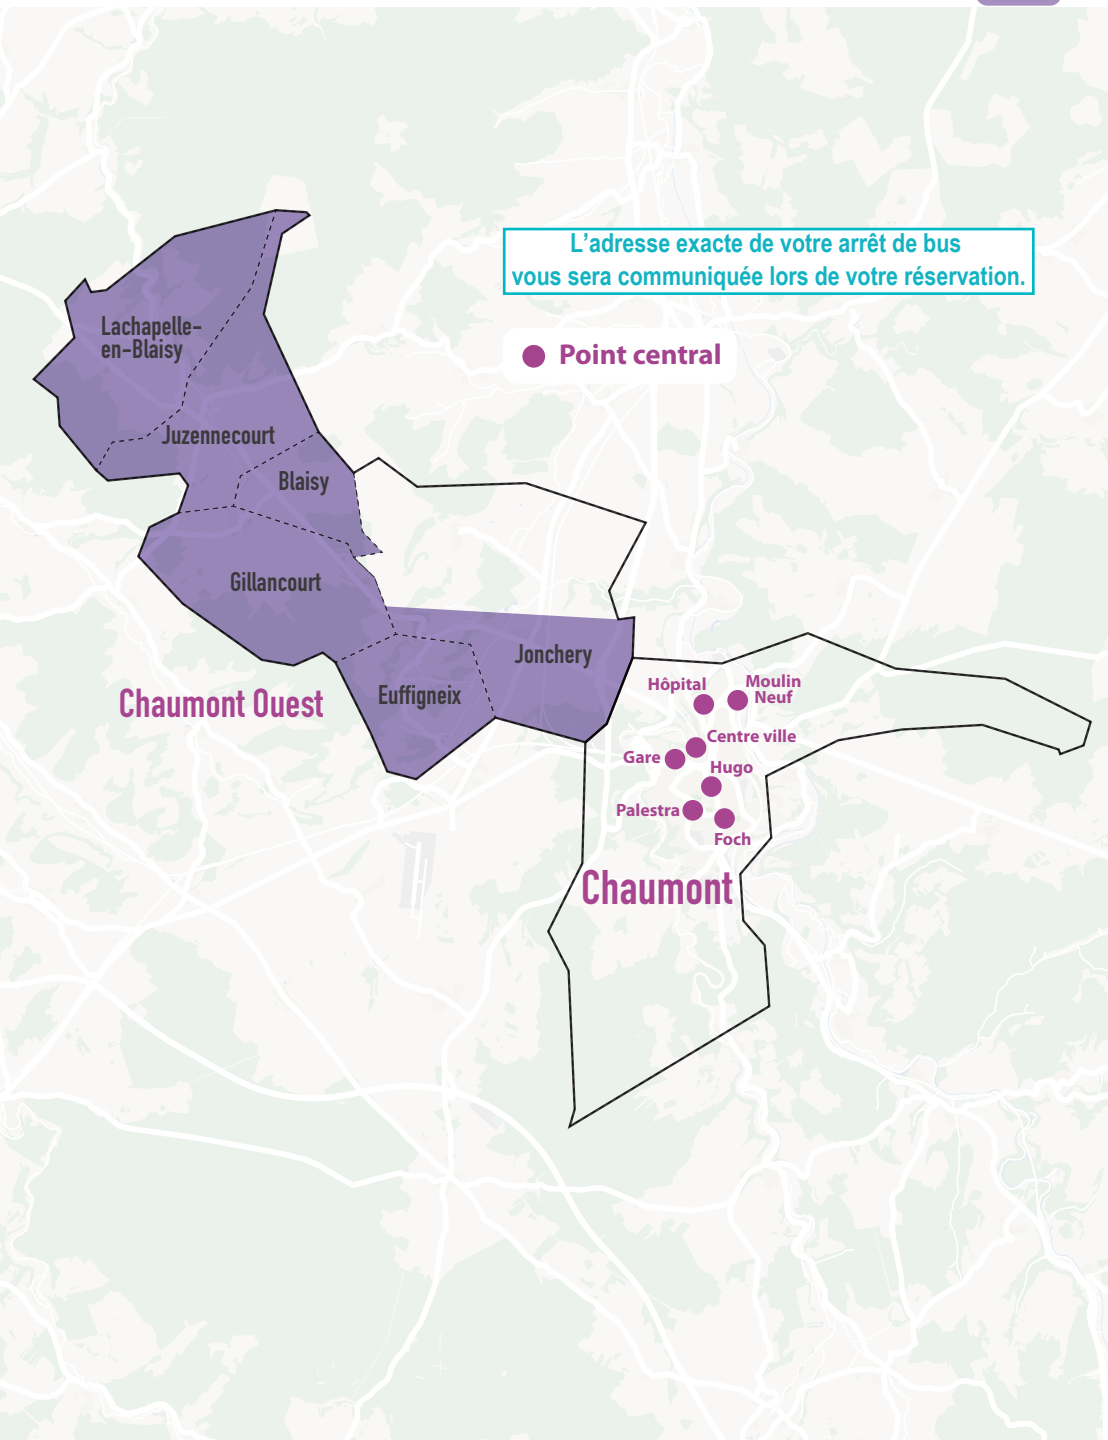 L'adresse exacte de votre arrêt de bus
vous sera communiquée lors de votre réservation.
Point central
Lachapelle-
en-Blaisy
Juzennecourt
Blaisy
Gillancourt
Jonchery
Euffigneix
Chaumont Ouest
Hôpital
Moulin
Neuf
Centre ville
Gare
Hugo
Palestra
Foch
Chaumont